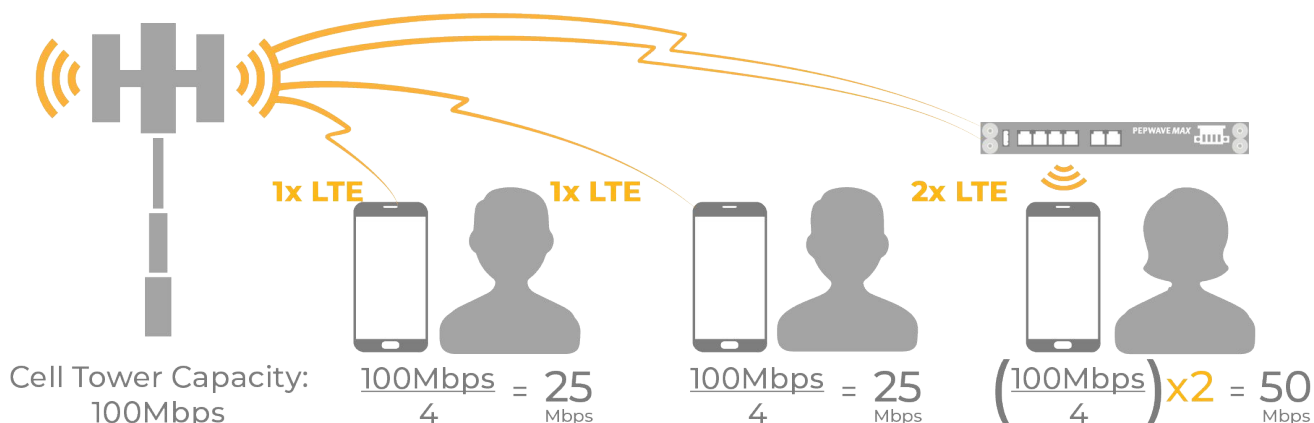 PEPWAVE MAX
1x LTE
1x LTE
2x LTE
Cell Tower Capacity:
100Mbps
100Mbps
4
= 25
Mbps
100Mbps
4
= 25
Mbps
(100Mbps
4
) x2 = 50
Mbps